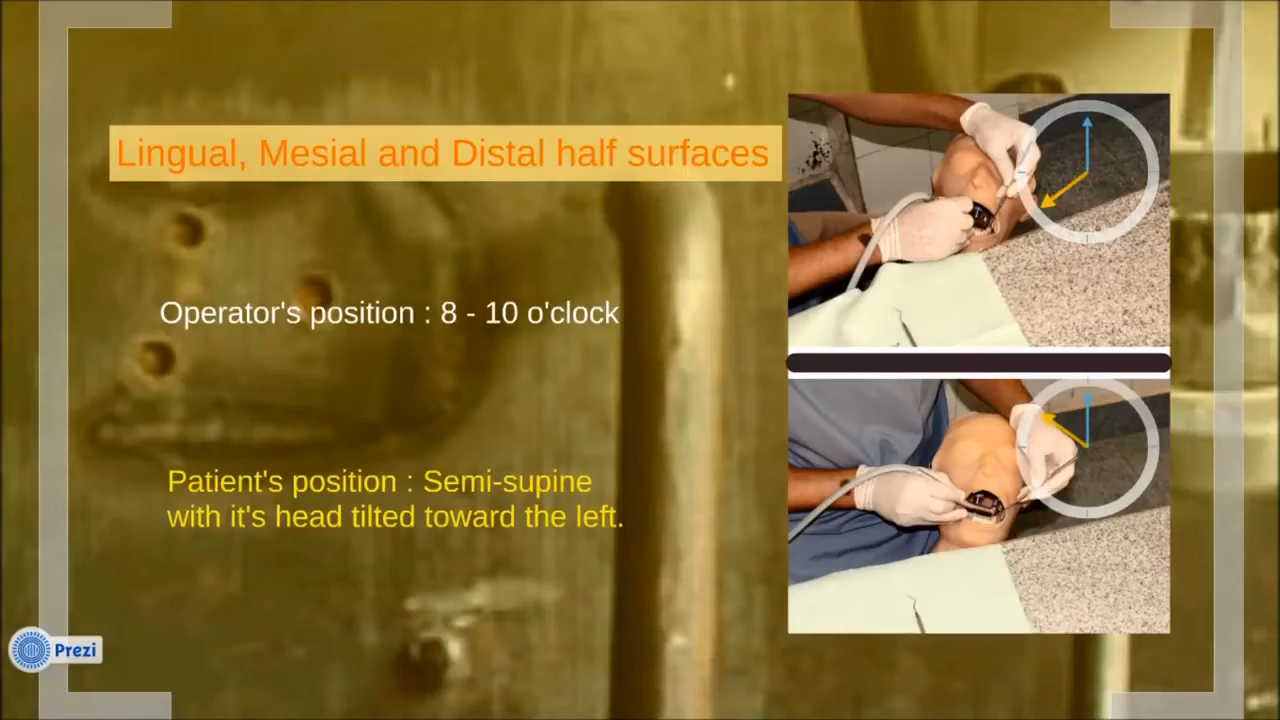 Lingual, Mesial and Distal half surfaces
Operator's position : 8 - 10 o'clock
Patient's position : Semi-supine
with it's head tilted toward the left.
Prezi